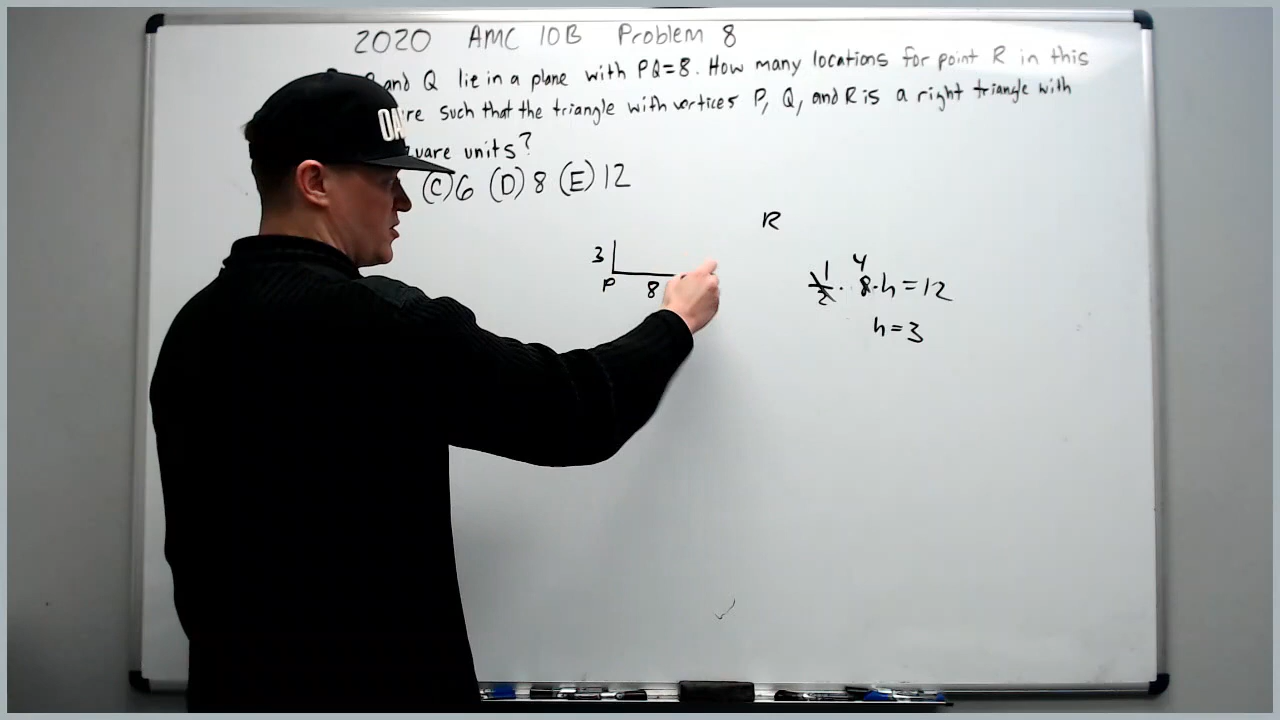 2020 AMC 10B Problem 8
and Q lie in a plane with PQ=8. How many locations for point R in this
re such that the triangle with vertices P, Q, and R is a right triangle with
uare units?
(C) 6 (D) 8 (E) 12
OA
R
3
P 8
1 4
2 · 8·h = 12
h = 3